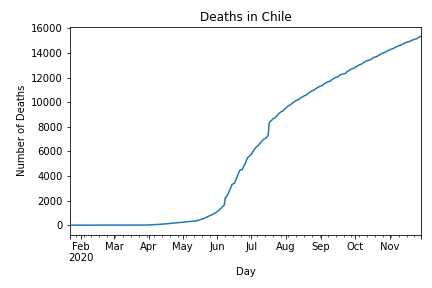 Deaths in Chile
16000
14000
12000
10000
8000
6000
4000
2000
0
Number of Deaths
Feb Mar Apr May Jun Jul Aug Sep Oct Nov
2020
Day